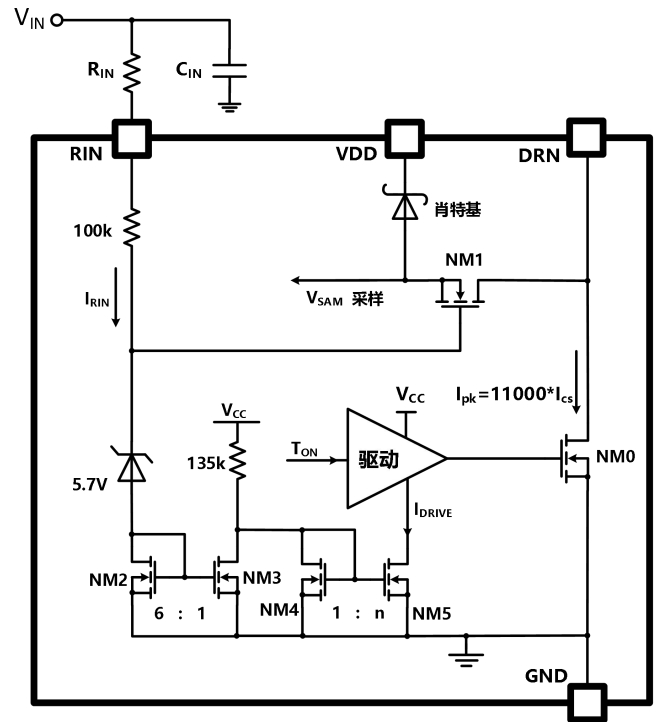 VIN
RIN
CIN
RIN
VDD
DRN
100k
肖特基
NM1
IRIN
VSAM 采样
VCC
VCC
Ipk=11000*Ics
135k
TON
驱动
NM0
5.7V
IDRIVE
NM2
NM3
NM4
NM5
6 : 1
1 : n
GND